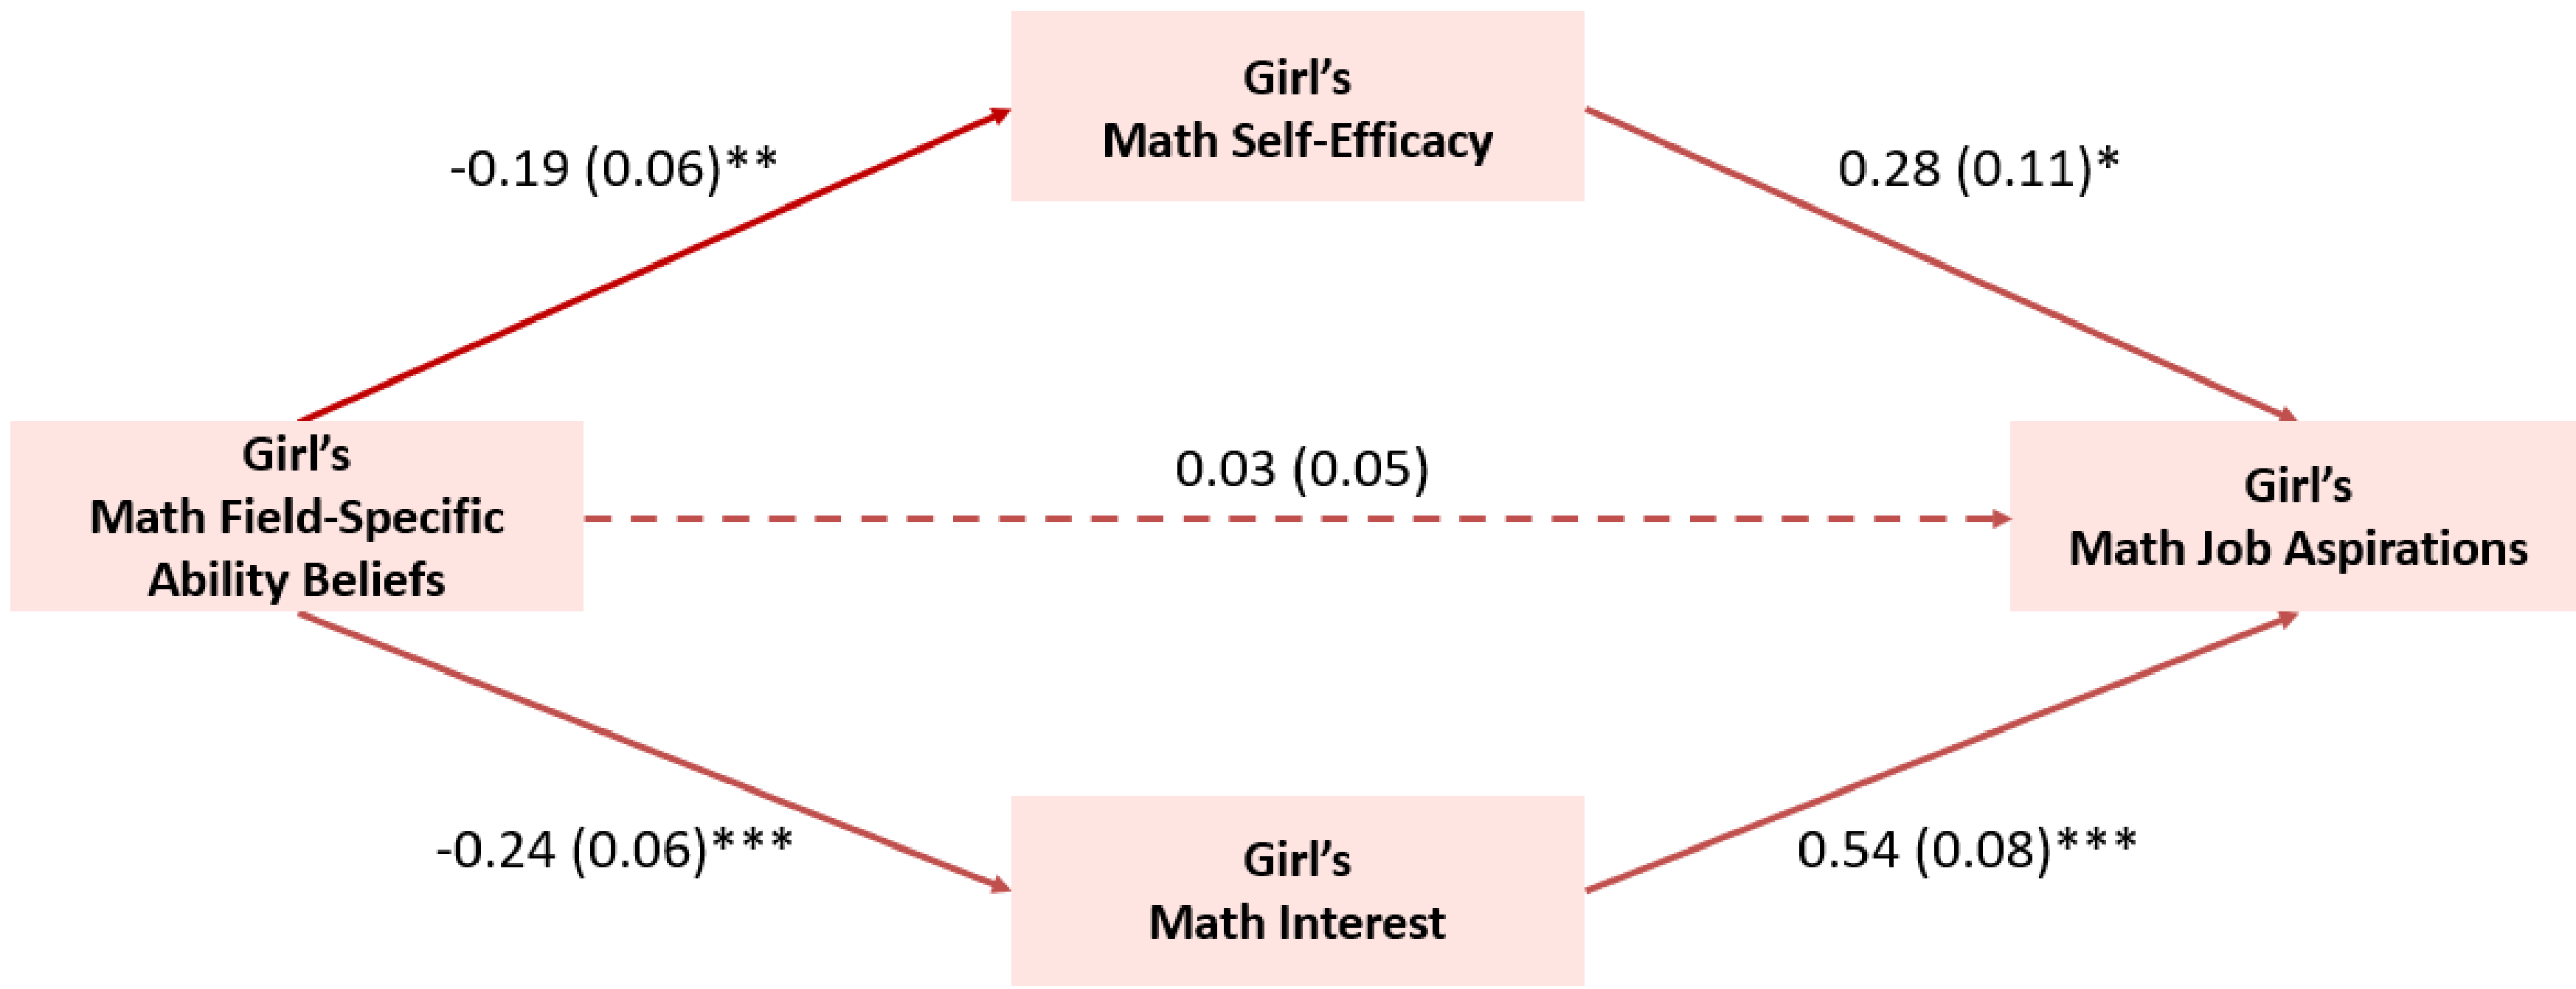 Girl’s
Math Self-Efficacy
-0.19 (0.06)**
0.28 (0.11)*
Girl’s
Math Field-Specific
Ability Beliefs
0.03 (0.05)
Girl’s
Math Job Aspirations
-0.24 (0.06)***
0.54 (0.08)***
Girl’s
Math Interest